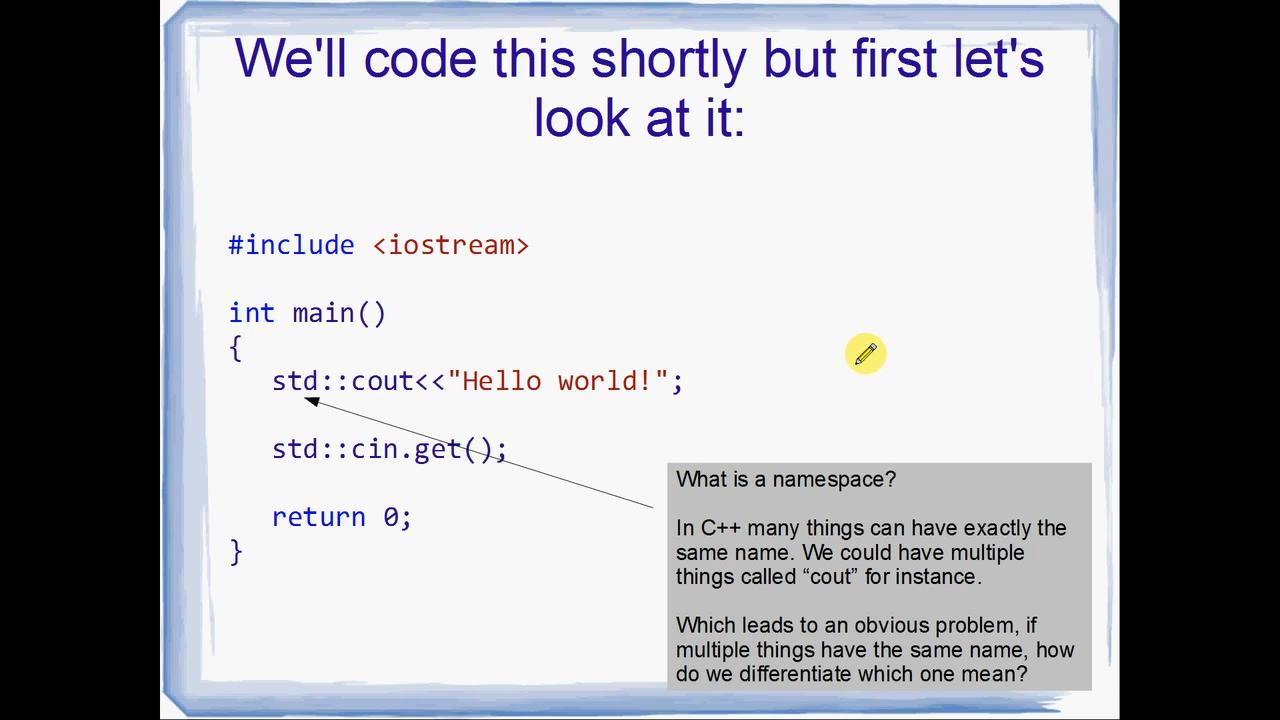 We'll code this shortly but first let's
look at it:
#include <iostream>
int main()
{
std::cout<<"Hello world!";
std::cin.get();
return 0;
}
What is a namespace?
In C++ many things can have exactly the
same name. We could have multiple
things called “cout” for instance.
Which leads to an obvious problem, if
multiple things have the same name, how
do we differentiate which one mean?